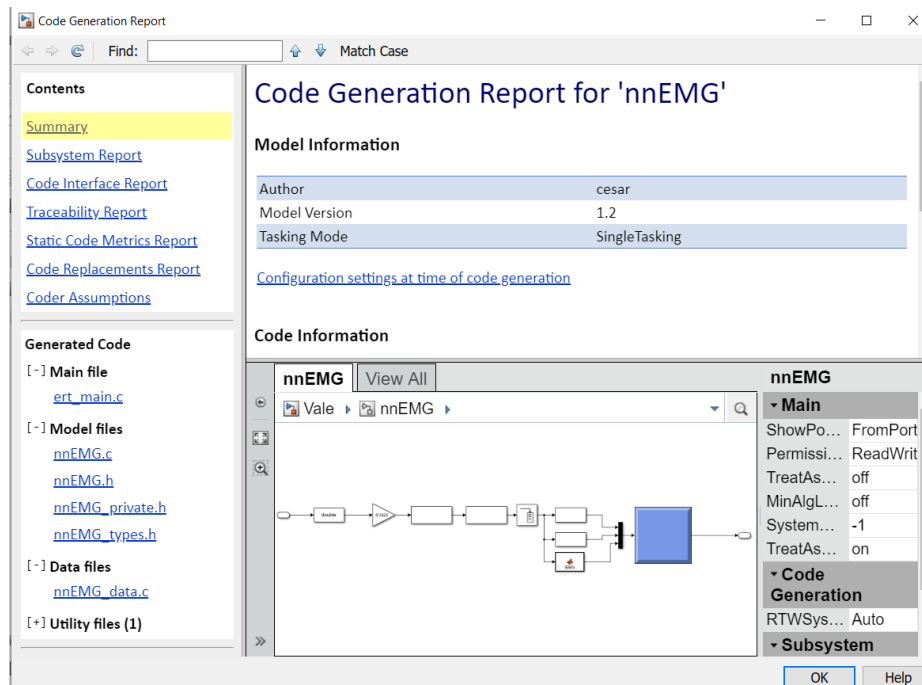 Code Generation Report
Find:
Match Case
Contents
Summary
Subsystem Report
Code Interface Report
Traceability Report
Static Code Metrics Report
Code Replacements Report
Coder Assumptions
Generated Code
[-] Main file
ert_main.c
[-] Model files
nnEMG.c
nnEMG.h
nnEMG_private.h
nnEMG_types.h
[-] Data files
nnEMG_data.c
[+] Utility files (1)
Code Generation Report for 'nnEMG'
Model Information
Author cesar
Model Version 1.2
Tasking Mode SingleTasking
Configuration settings at time of code generation
Code Information
nnEMG View All
Vale nnEMG
double
nnEMG
Main
ShowPo... FromPort
Permissi... ReadWrit
TreatAs... off
MinAlgL... off
System... -1
TreatAs... on
Code
Generation
RTWSys... Auto
Subsystem
OK Help